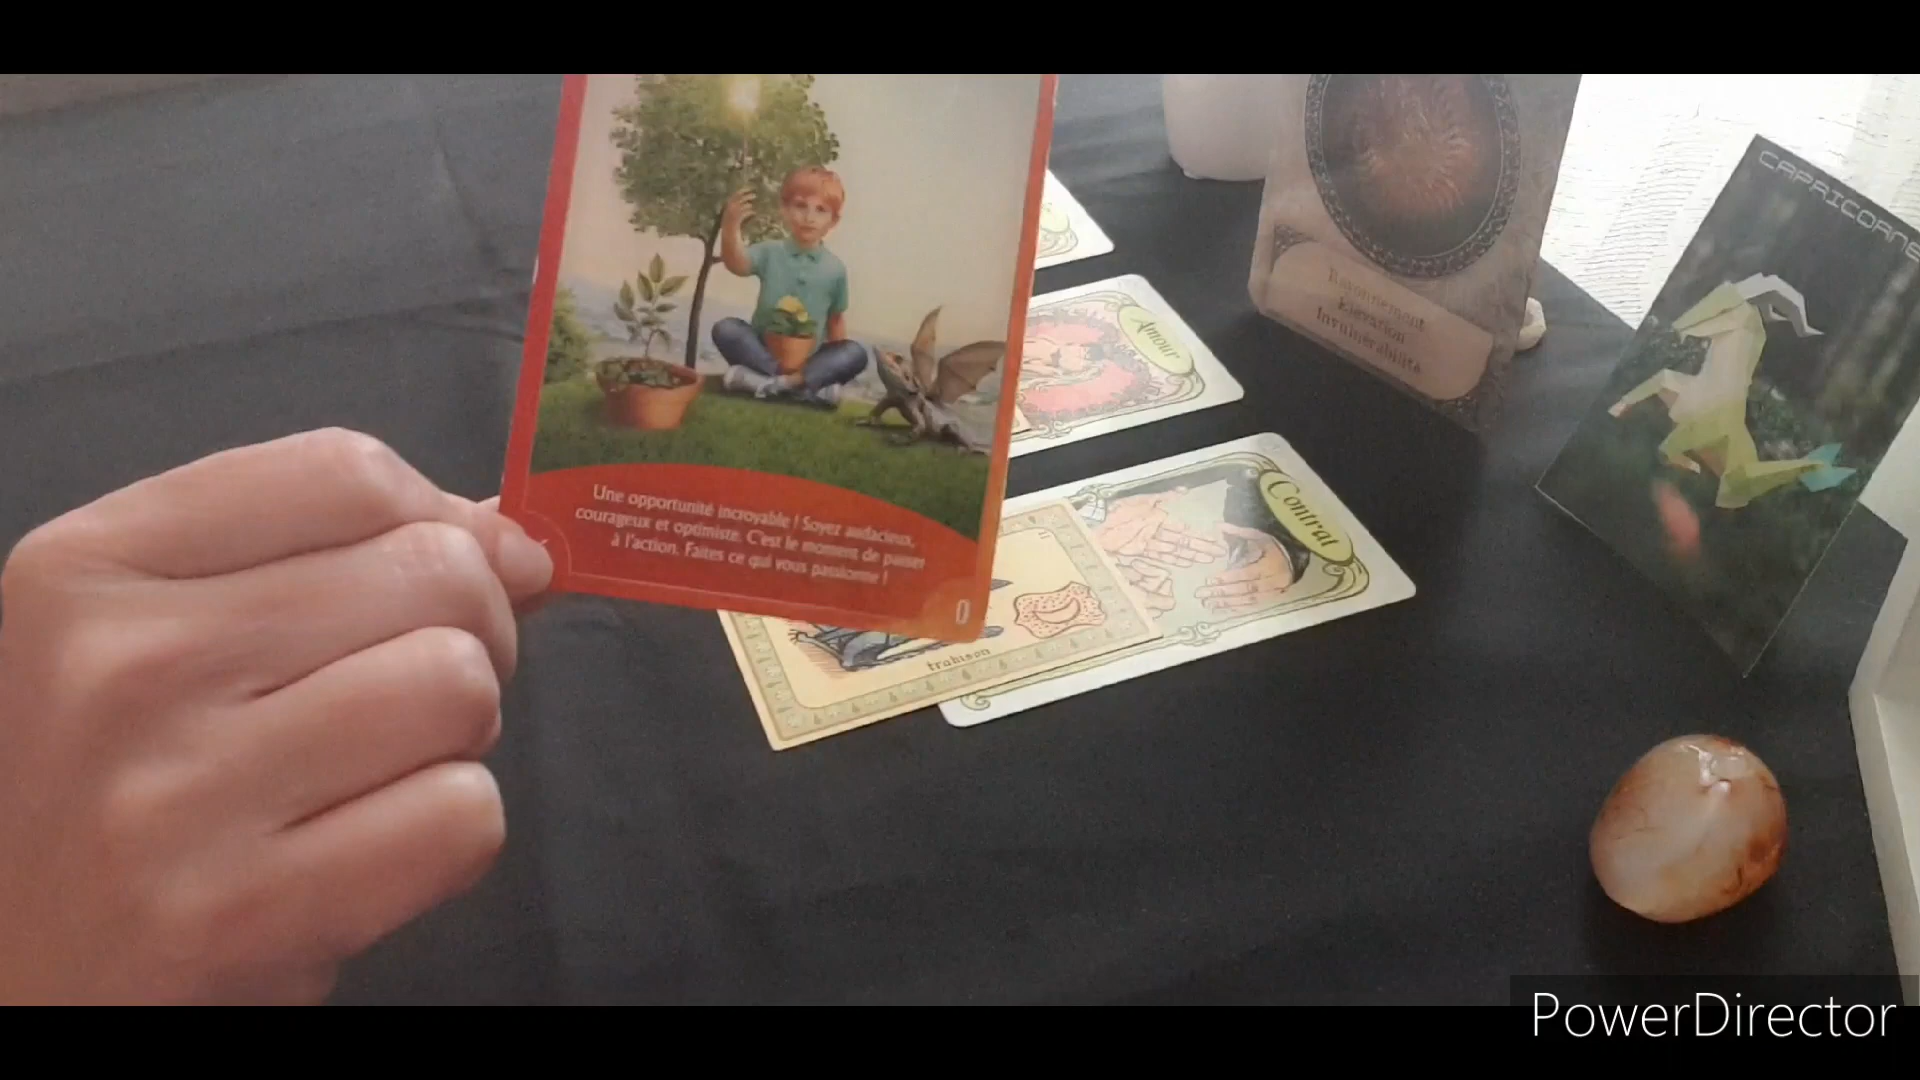 CAPRICORNE
Rayonnement
Élévation
Invulnérabilité
Amour
Contrat
Une opportunité incroyable ! Soyez audacieux,
courageux et optimiste. C'est le moment de passer
à l'action. Faites ce qui vous passionne !
0
trahison
PowerDirector